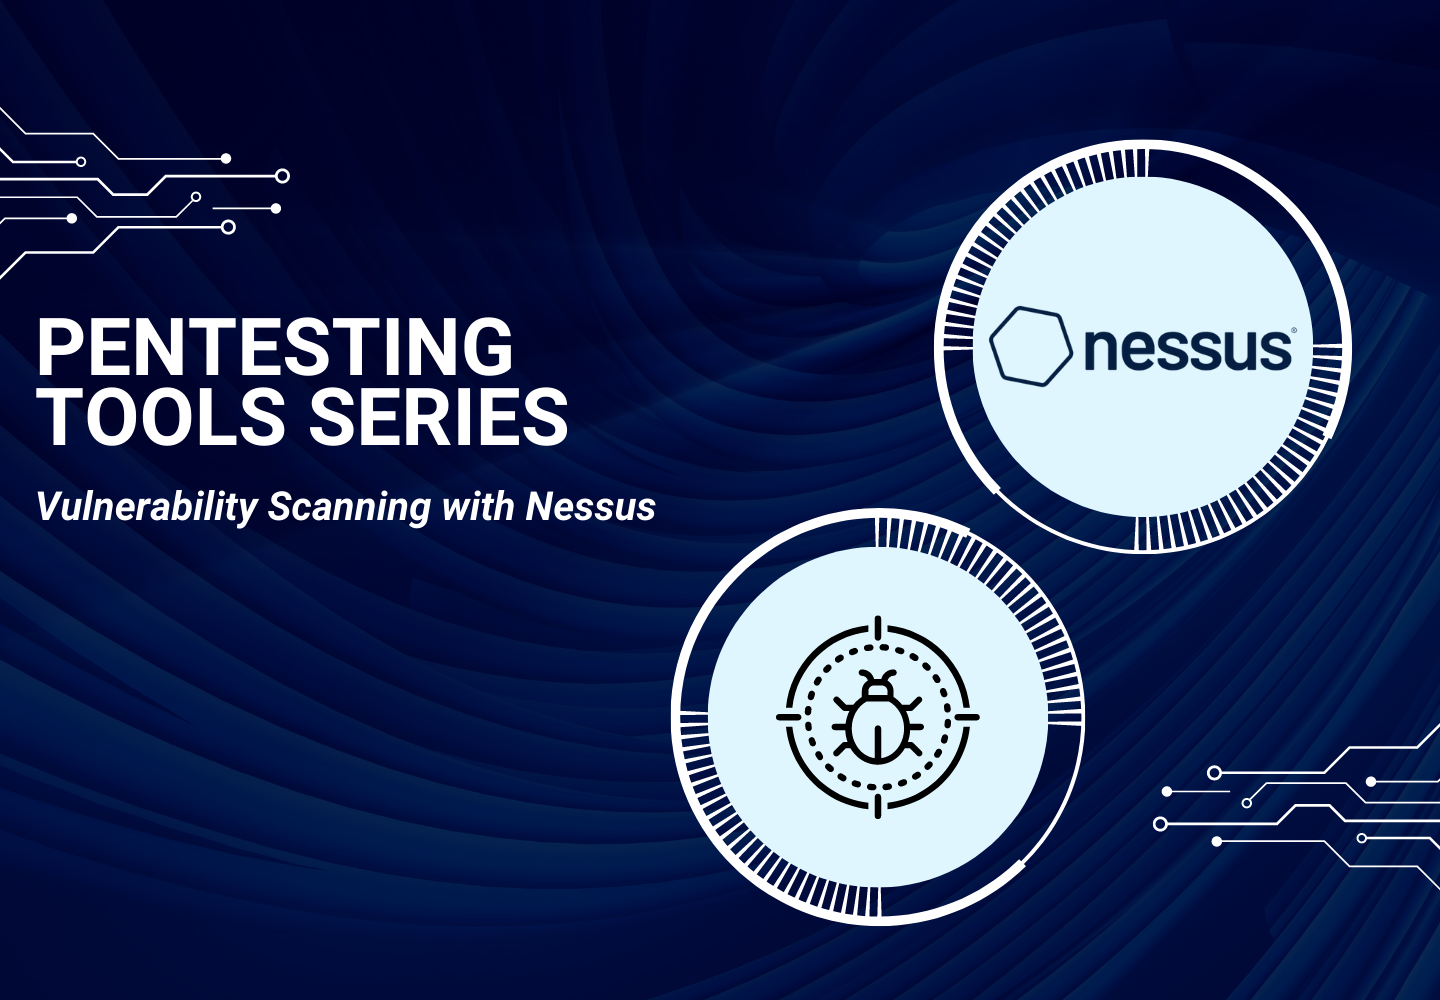 PENTESTING
TOOLS SERIES
Vulnerability Scanning with Nessus
nessus®